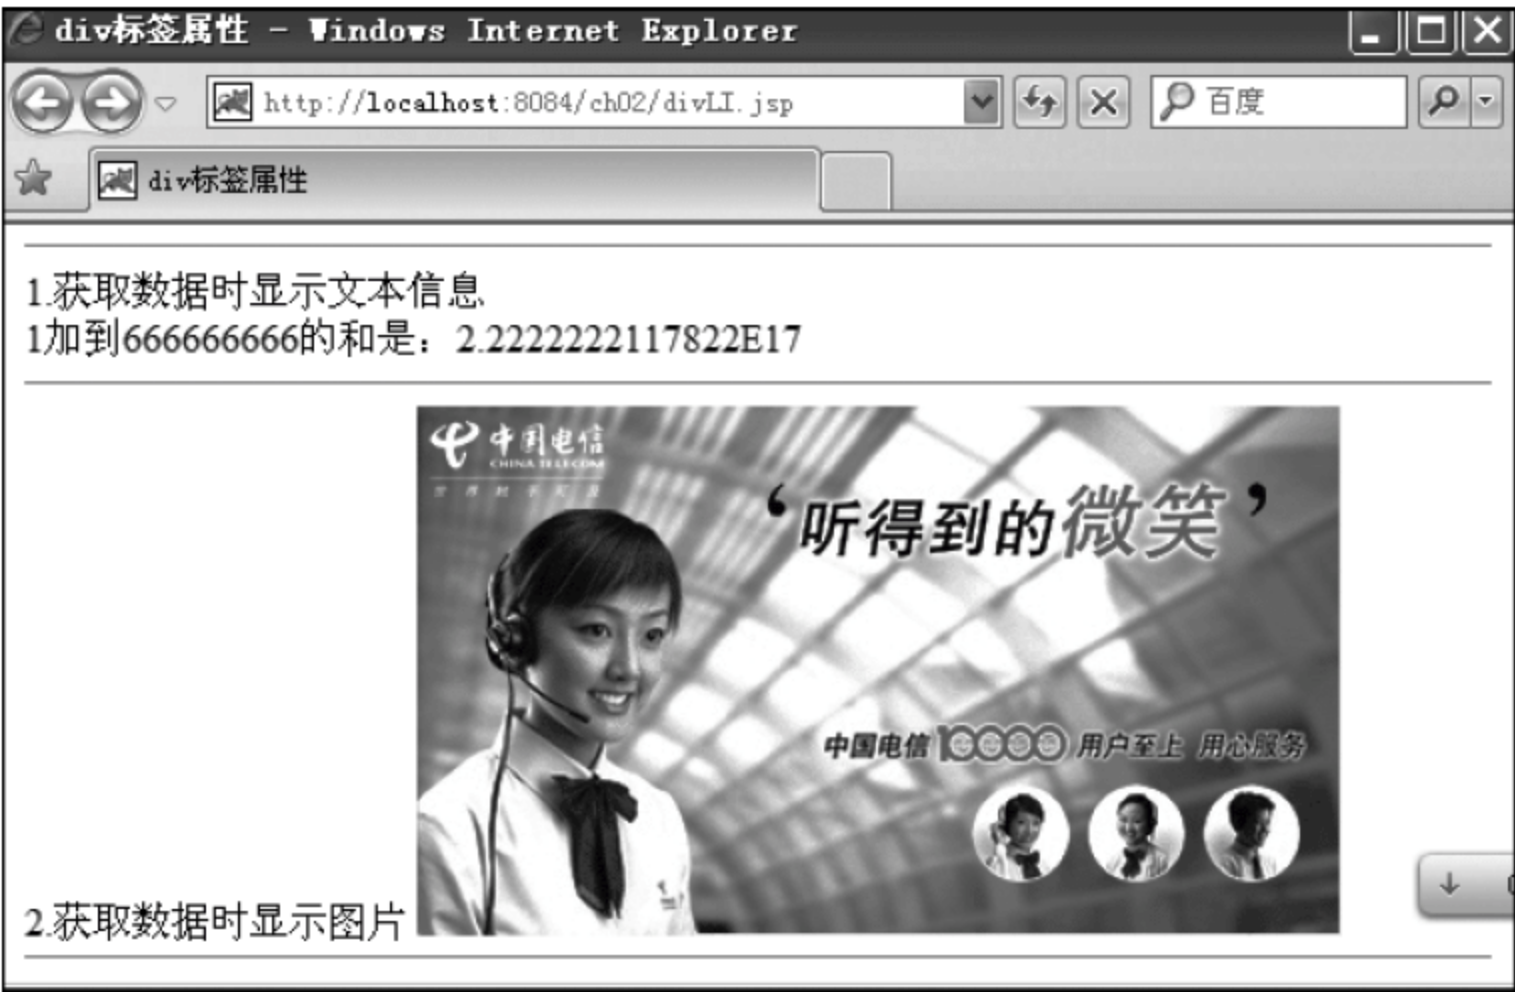 div标签属性 - Windows Internet Explorer
http://localhost:8084/ch02/divLI.jsp
百度
div标签属性
1.获取数据时显示文本信息
1加到666666666的和是：2.2222222117822E17
中国电信
CHINA TELECOM
‘听得到的微笑’
中国电信 10000 用户至上 用心服务
2.获取数据时显示图片